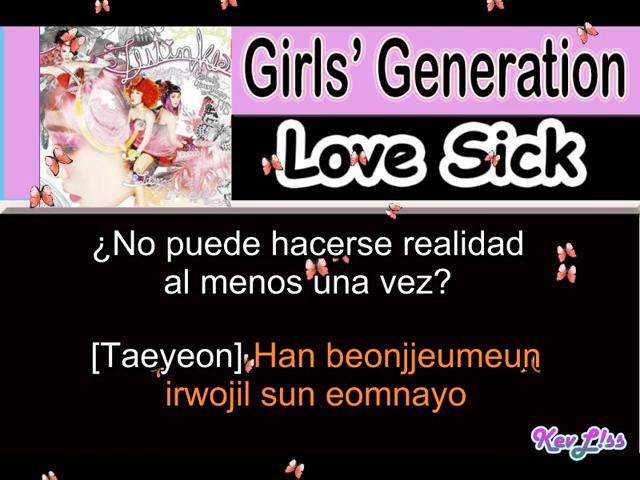 Twinkle
Girls' Generation
Love Sick
¿No puede hacerse realidad
al menos una vez?
[Taeyeon] Han beonjjeumeun
irwojil sun eomnayo
KevL!ss